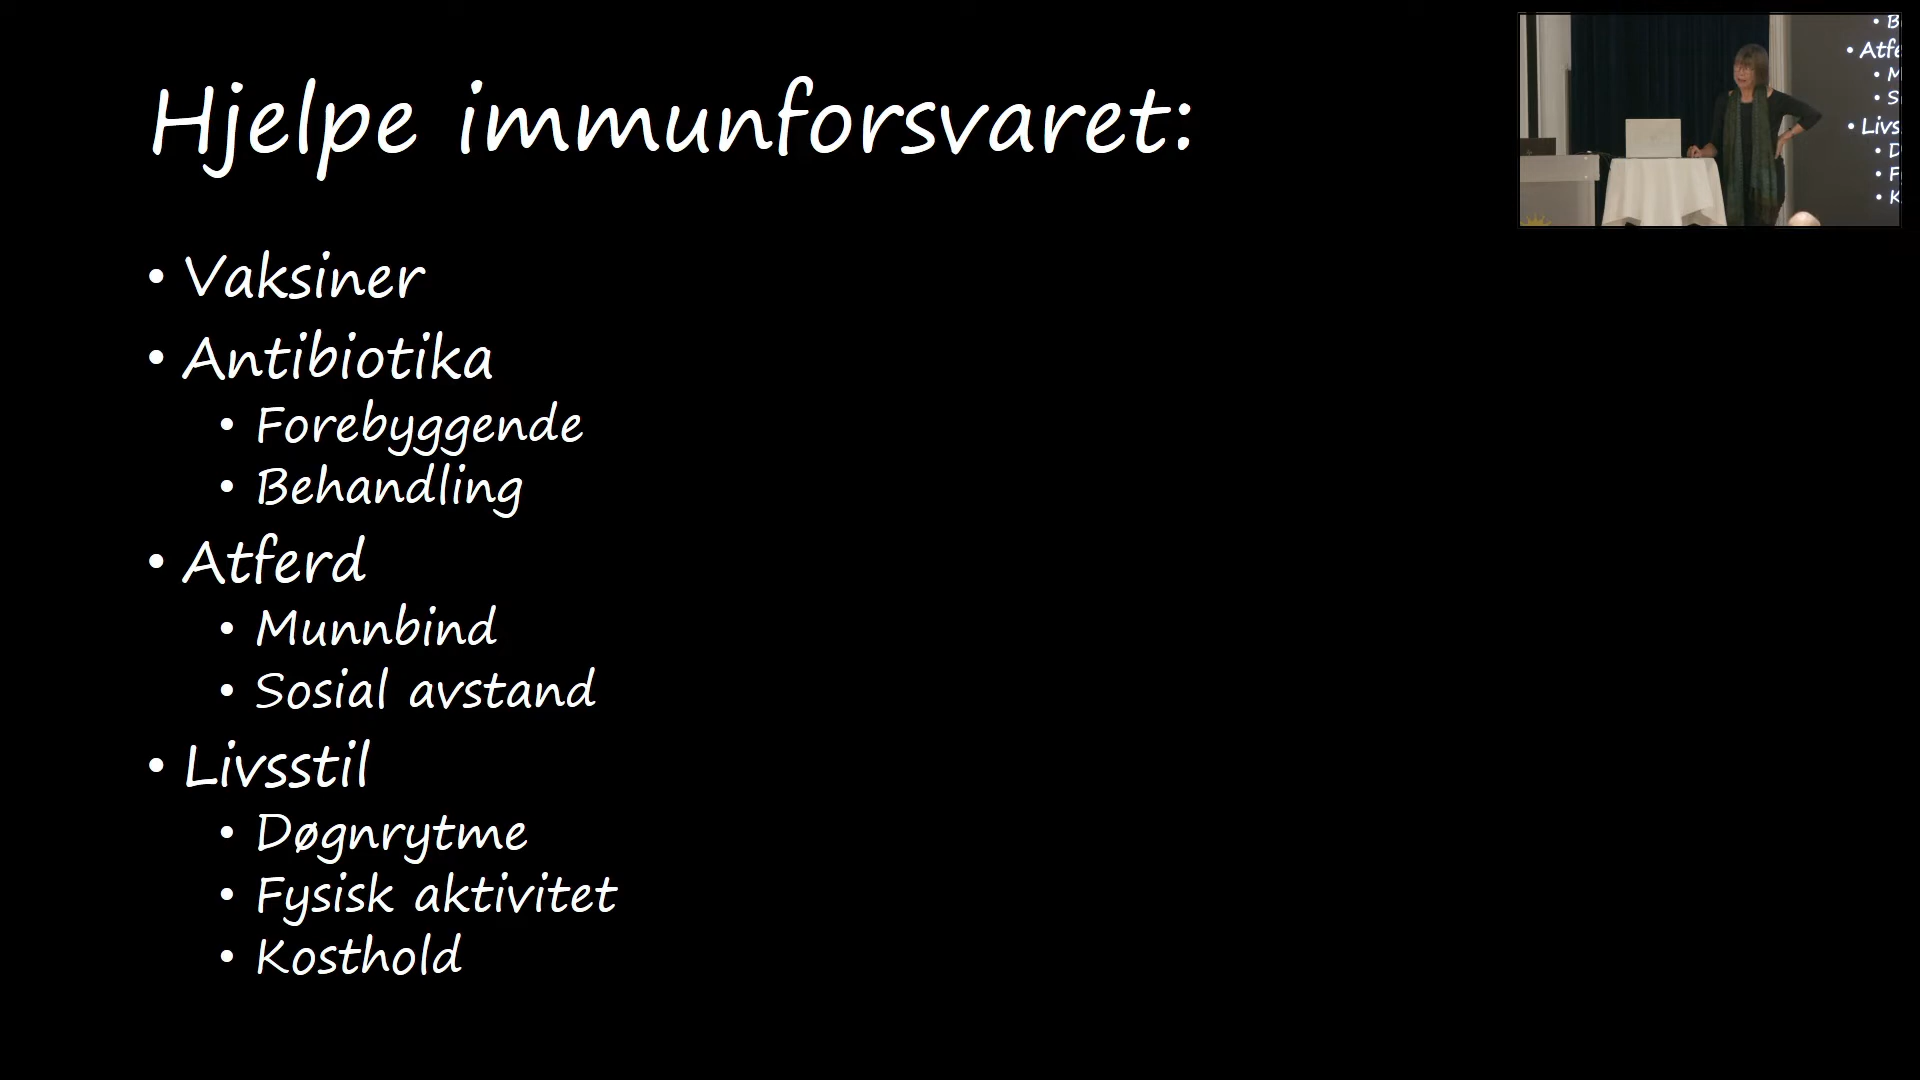 Hjelpe immunforsvaret:
• Vaksiner
• Antibiotika
• Forebyggende
• Behandling
• Atferd
• Munnbind
• Sosial avstand
• Livsstil
• Døgnrytme
• Fysisk aktivitet
• Kosthold